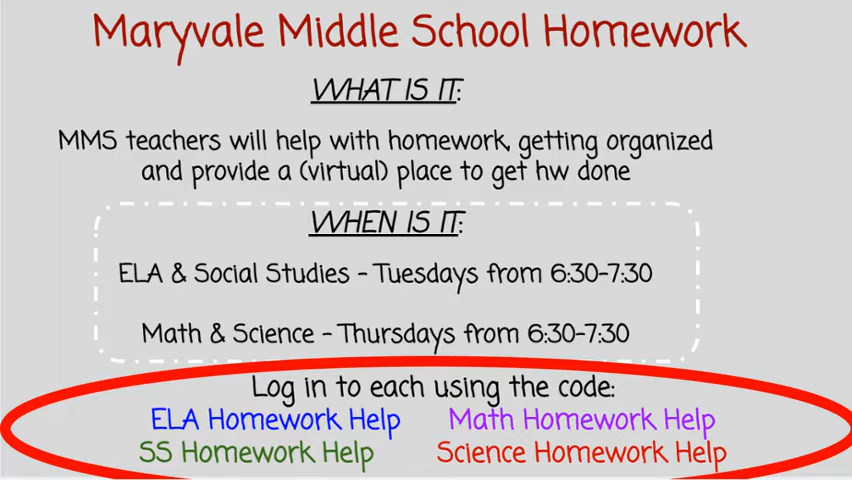 Maryvale Middle School Homework
WHAT IS IT:
MMS teachers will help with homework, getting organized
and provide a (virtual) place to get hw done
WHEN IS IT:
ELA & Social Studies - Tuesdays from 6:30-7:30
Math & Science - Thursdays from 6:30-7:30
Log in to each using the code:
ELA Homework Help Math Homework Help
SS Homework Help Science Homework Help